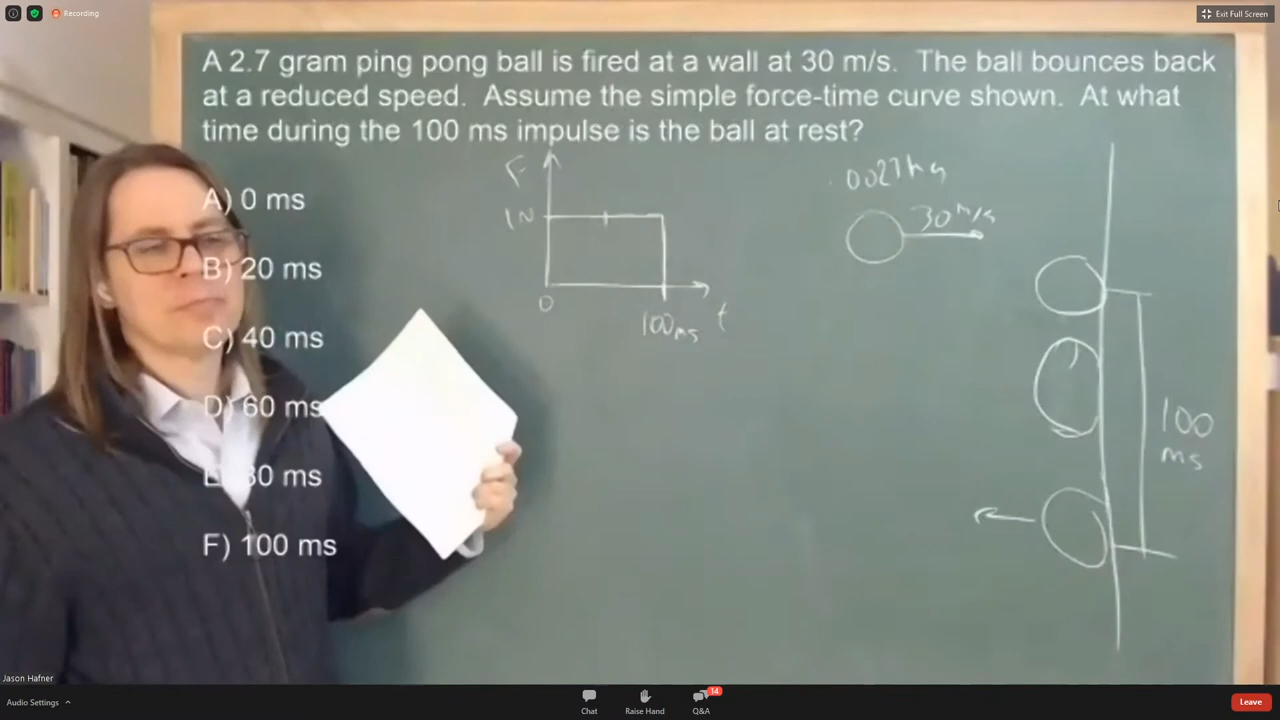 Recording
Exit Full Screen
A 2.7 gram ping pong ball is fired at a wall at 30 m/s. The ball bounces back
at a reduced speed. Assume the simple force-time curve shown. At what
time during the 100 ms impulse is the ball at rest?
A) 0 ms
B) 20 ms
C) 40 ms
D) 60 ms
E) 80 ms
F) 100 ms
F
1N
0
100ms
t
.0027kg
30 m/s
100
ms
Jason Hafner
Audio Settings
Chat
Raise Hand
14
Q&A
Leave